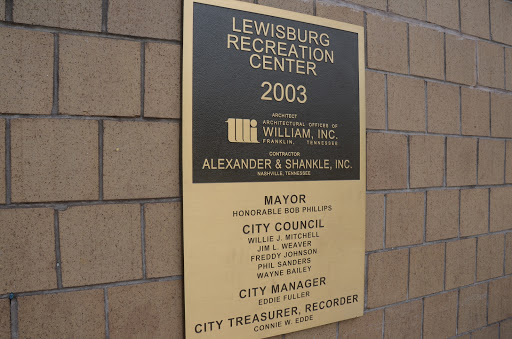 LEWISBURG
RECREATION
CENTER
2003
ARCHITECT
ARCHITECTURAL OFFICES OF
WILLIAM, INC.
FRANKLIN, TENNESSEE
CONTRACTOR
ALEXANDER & SHANKLE, INC.
NASHVILLE, TENNESSEE
MAYOR
HONORABLE BOB PHILLIPS
CITY COUNCIL
WILLIE J. MITCHELL
JIM L. WEAVER
FREDDY JOHNSON
PHIL SANDERS
WAYNE BAILEY
CITY MANAGER
EDDIE FULLER
CITY TREASURER, RECORDER
CONNIE W. EDDE